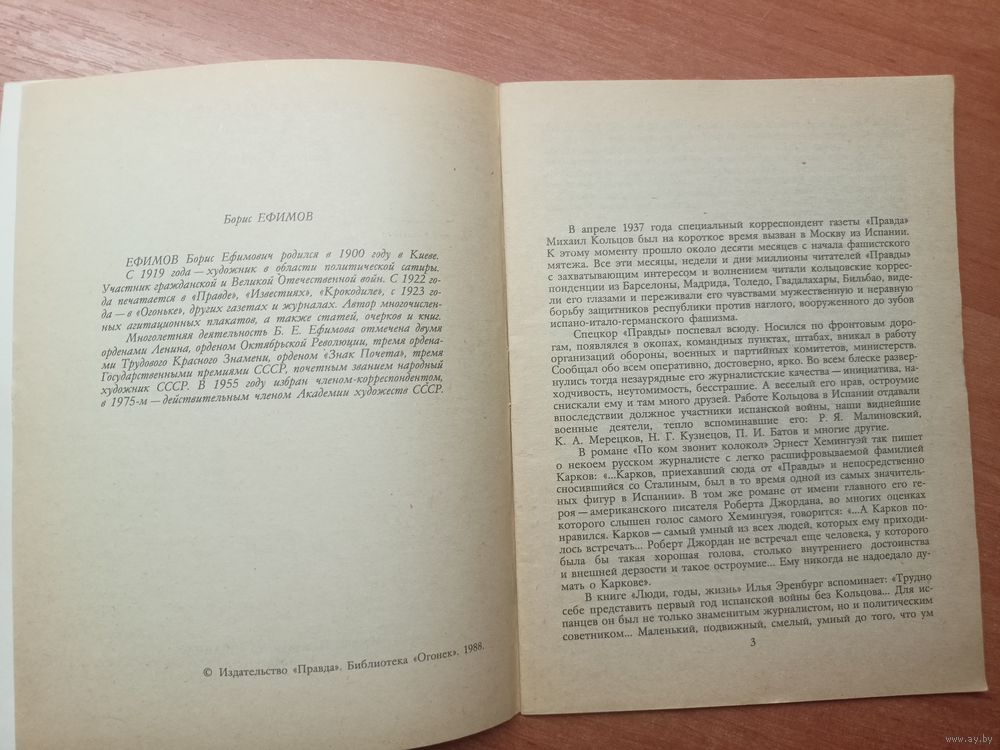 Борис ЕФИМОВ
ЕФИМОВ Борис Ефимович родился в 1900 году в Киеве.
С 1919 года — художник в области политической сатиры.
Участник гражданской и Великой Отечественной войн. С 1922 го-
да печатается в «Правде», «Известиях», «Крокодиле», с 1923 го-
да — в «Огоньке», других газетах и журналах. Автор многочислен-
ных агитационных плакатов, а также статей, очерков и книг.
Многолетняя деятельность Б. Е. Ефимова отмечена двумя
орденами Ленина, орденом Октябрьской Революции, тремя ордена-
ми Трудового Красного Знамени, орденом «Знак Почета», тремя
Государственными премиями СССР, почетным званием народный
художник СССР. В 1955 году избран членом-корреспондентом,
в 1975-м — действительным членом Академии художеств СССР.
© Издательство «Правда». Библиотека «Огонек». 1988.
В апреле 1937 года специальный корреспондент газеты «Правда»
Михаил Кольцов был на короткое время вызван в Москву из Испании.
К этому моменту прошло около десяти месяцев с начала фашистского
мятежа. Все эти месяцы, недели и дни миллионы читателей «Правды»
с захватывающим интересом и волнением читали кольцовские коррес-
понденции из Барселоны, Мадрида, Толедо, Гвадалахары, Бильбао, виде-
ли его глазами и переживали его чувствами мужественную и неравную
борьбу защитников республики против наглого, вооруженного до зубов
испано-итало-германского фашизма.
Спецкор «Правды» поспевал всюду. Носился по фронтовым доро-
гам, появлялся в окопах, командных пунктах, штабах, вникал в работу
организаций обороны, военных и партийных комитетов, министерств.
Сообщал обо всем оперативно, достоверно, ярко. Во всем блеске развер-
нулись тогда незаурядные его журналистские качества — инициатива, на-
ходчивость, неутомимость, бесстрашие. А веселый его нрав, остроумие
снискали ему и там много друзей. Работе Кольцова в Испании отдавали
впоследствии должное участники испанской войны, наши виднейшие
военные деятели, тепло вспоминавшие его: Р. Я. Малиновский,
К. А. Мерецков, Н. Г. Кузнецов, П. И. Батов и многие другие.
В романе «По ком звонит колокол» Эрнест Хемингуэй так пишет
о некоем русском журналисте с легко расшифровываемой фамилией
Карков: «...Карков, приехавший сюда от «Правды» и непосредственно
сносившийся со Сталиным, был в то время одной из самых значитель-
ных фигур в Испании». В том же романе от имени главного его ге-
роя — американского писателя Роберта Джордана, во многих оценках
которого слышен голос самого Хемингуэя, говорится: «...А Карков по-
нравился. Карков — самый умный из всех людей, которых ему приходи-
лось встречать... Роберт Джордан не встречал еще человека, у которого
была бы такая хорошая голова, столько внутреннего достоинства
и внешней дерзости и такое остроумие... Ему никогда не надоедало ду-
мать о Каркове».
В книге «Люди, годы, жизнь» Илья Эренбург вспоминает: «Трудно
себе представить первый год испанской войны без Кольцова... Для ис-
панцев он был не только знаменитым журналистом, но и политическим
советником... Маленький, подвижный, смелый, умный до того, что ум
3
www.ay.by